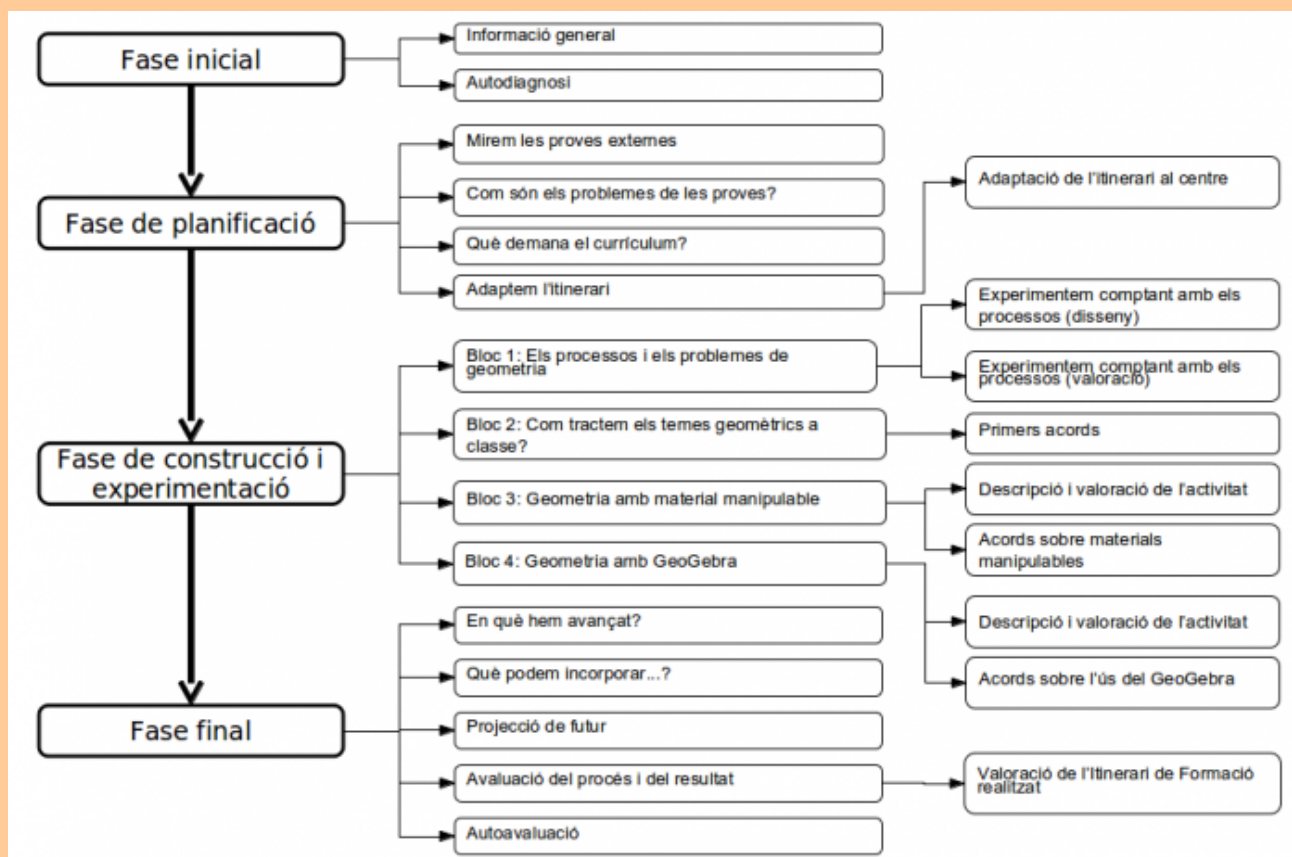 Fase inicial
Informació general
Autodiagnosi
Fase de planificació
Mirem les proves externes
Com són els problemes de les proves?
Què demana el currículum?
Adaptem l'itinerari
Adaptació de l'itinerari al centre
Fase de construcció i
experimentació
Bloc 1: Els processos i els problemes de
geometria
Experimentem comptant amb els
processos (disseny)
Experimentem comptant amb els
processos (valoració)
Bloc 2: Com tractem els temes geomètrics a
classe?
Primers acords
Bloc 3: Geometria amb material manipulable
Descripció i valoració de l'activitat
Acords sobre materials
manipulables
Bloc 4: Geometria amb GeoGebra
Descripció i valoració de l'activitat
Acords sobre l'ús del GeoGebra
Fase final
En què hem avançat?
Què podem incorporar...?
Projecció de futur
Avaluació del procés i del resultat
Valoració de l'Itinerari de Formació
realitzat
Autoavaluació